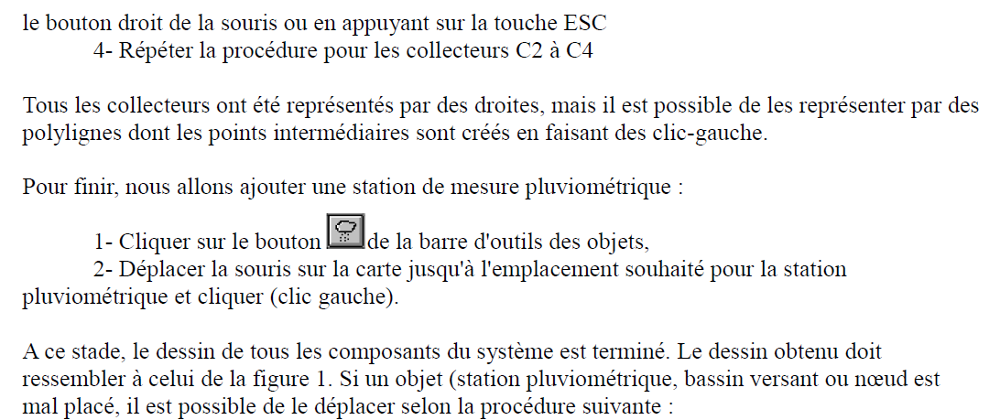 le bouton droit de la souris ou en appuyant sur la touche ESC
4- Répéter la procédure pour les collecteurs C2 à C4
Tous les collecteurs ont été représentés par des droites, mais il est possible de les représenter par des
polylignes dont les points intermédiaires sont créés en faisant des clic-gauche.
Pour finir, nous allons ajouter une station de mesure pluviométrique :
1- Cliquer sur le bouton de la barre d'outils des objets,
2- Déplacer la souris sur la carte jusqu'à l'emplacement souhaité pour la station
pluviométrique et cliquer (clic gauche).
A ce stade, le dessin de tous les composants du système est terminé. Le dessin obtenu doit
ressembler à celui de la figure 1. Si un objet (station pluviométrique, bassin versant ou nœud est
mal placé, il est possible de le déplacer selon la procédure suivante :